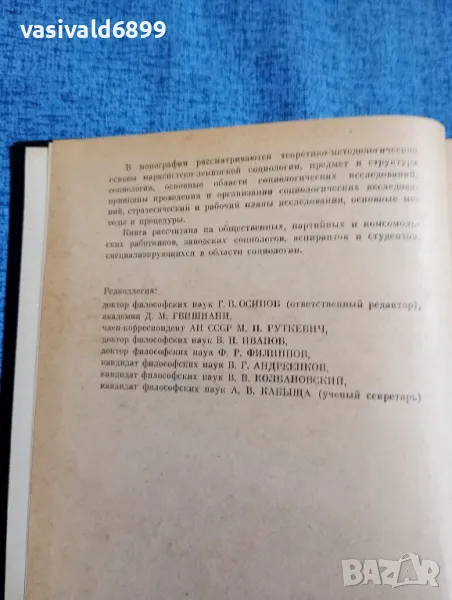 vasivald6899
В монографии рассматриваются теоретико-методологические
основы марксистско-ленинской социологии, предмет и структура
социологии, основные области социологических исследований,
принципы проведения и организации социологических исследова-
ний, стратегический и рабочий планы исследования, основные ме-
тоды и процедуры.
Книга рассчитана на общественных, партийных и комсомоль-
ских работников, заводских социологов, аспирантов и студентов,
специализирующихся в области социологии.
Редколлегия:
доктор философских наук Г. В. ОСИПОВ (ответственный редактор),
академик Д. М. ГВИШИАНИ,
член-корреспондент АН СССР М. Н. РУТКЕВИЧ,
доктор философских наук В. Н. ИВАНОВ,
доктор философских наук Ф. Р. ФИЛИППОВ,
кандидат философских наук В. Г. АНДРЕЕНКОВ,
кандидат философских наук В. В. КОЛБАНОВСКИЙ,
кандидат философских наук А. В. КАБЫЩА (ученый секретарь)
BAZAR.bg